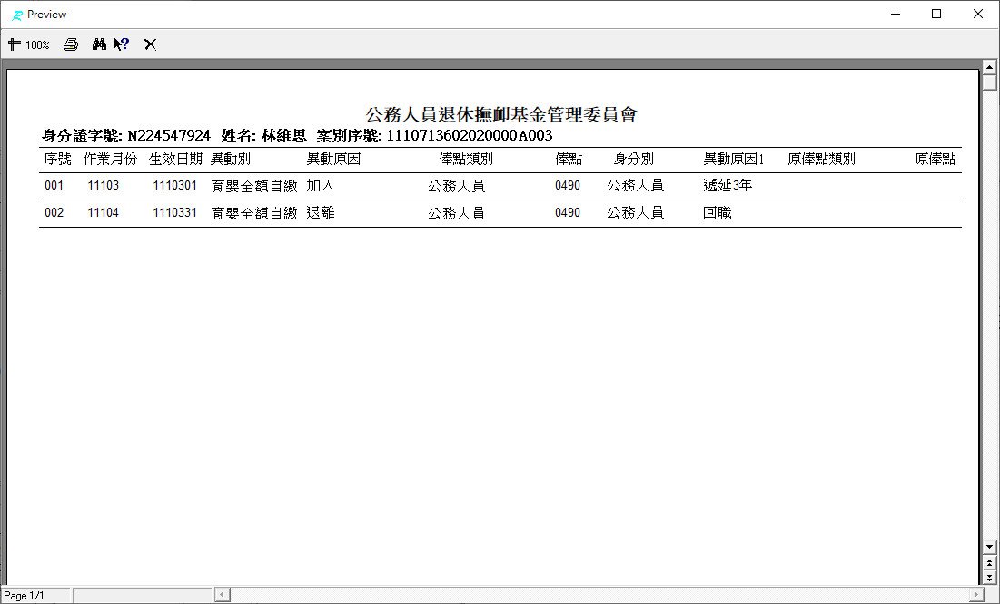 Preview
100%
公務人員退休撫卹基金管理委員會
身分證字號: N224547924 姓名: 林維思 案別序號: 1110713602020000A003
序號 作業月份 生效日期 異動別 異動原因 俸點類別 俸點 身分別 異動原因1 原俸點類別 原俸點
001 11103 1110301 育嬰全額自繳 加入 公務人員 0490 公務人員 遞延3年
002 11104 1110331 育嬰全額自繳 退離 公務人員 0490 公務人員 回職
Page 1/1